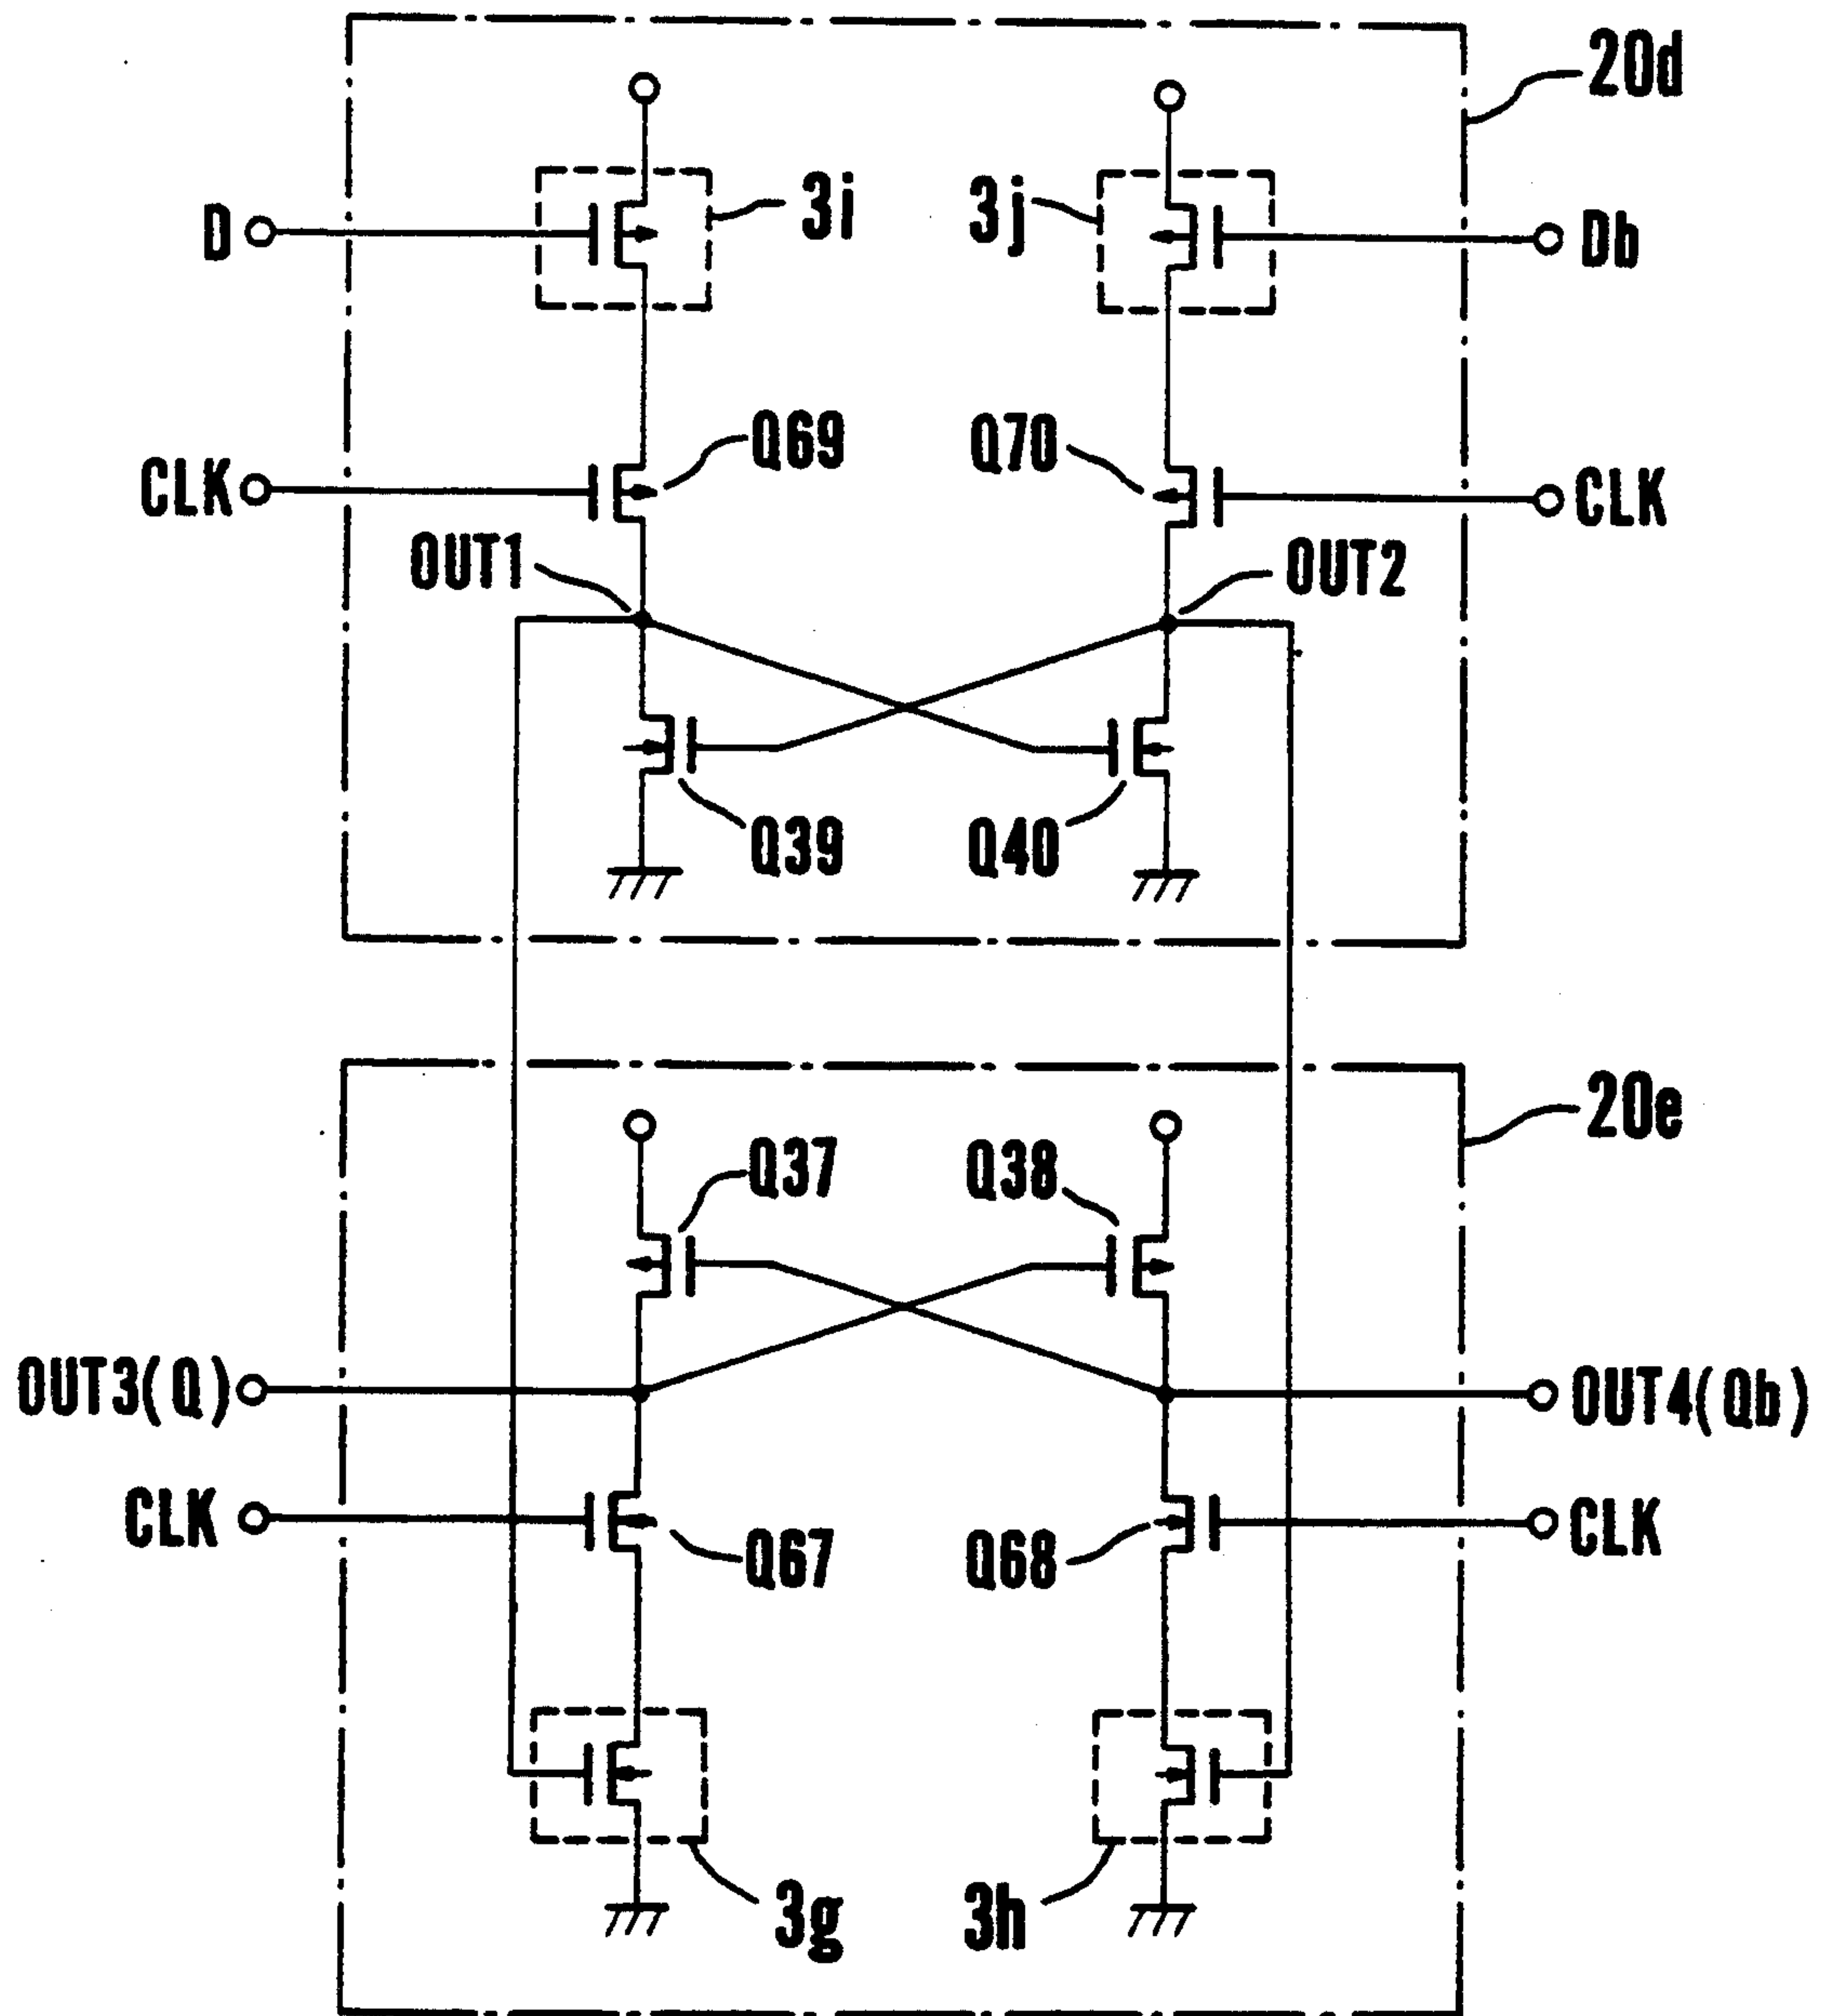 20d
3i
3j
D
Db
Q69
Q70
CLK
CLK
OUT1
OUT2
Q39
Q40
20e
Q37
Q38
OUT3(Q)
OUT4(Qb)
CLK
CLK
Q67
Q68
3g
3h